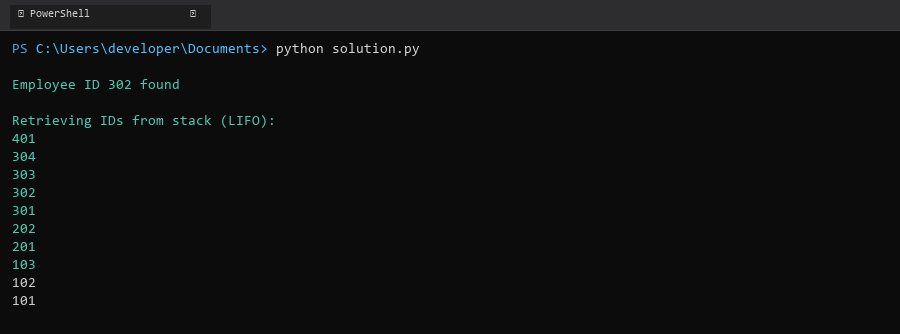 PowerShell
PS C:\Users\developer\Documents> python solution.py
Employee ID 302 found
Retrieving IDs from stack (LIFO):
401
304
303
302
301
202
201
103
102
101